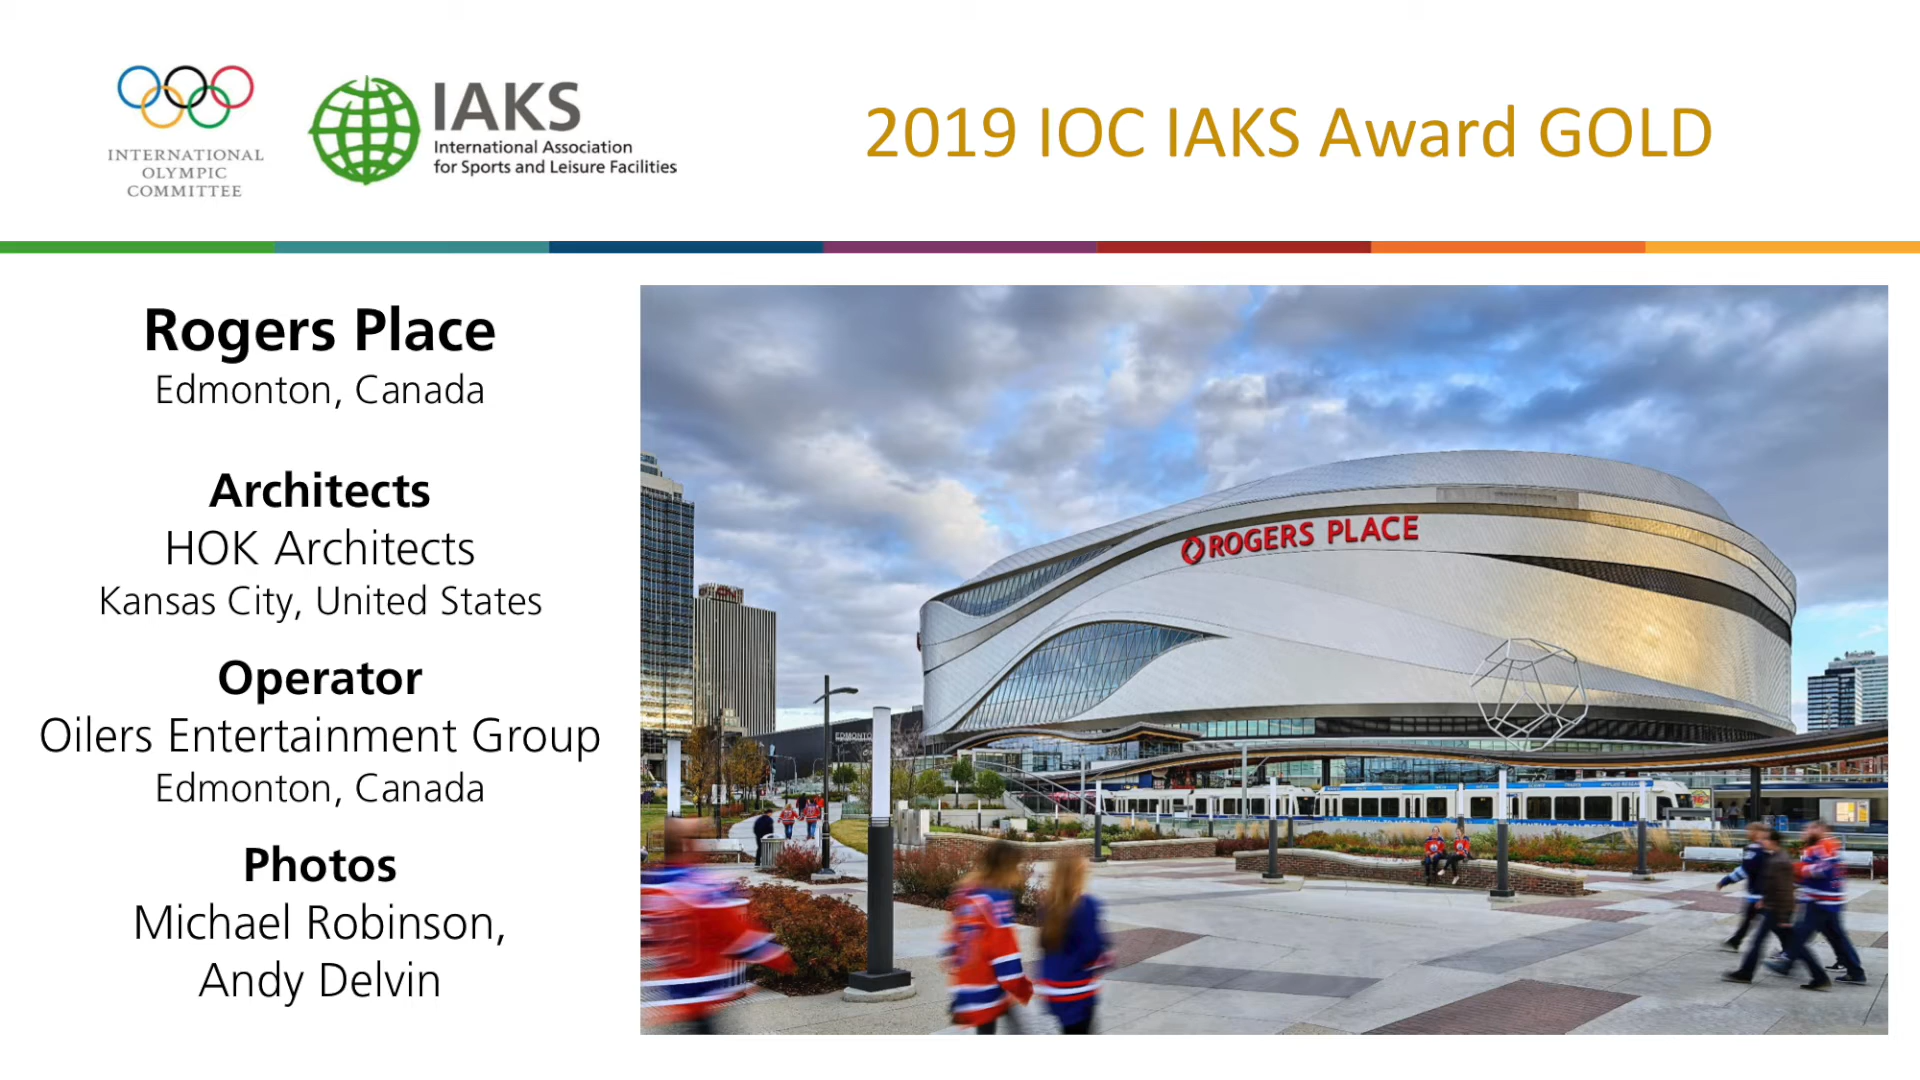 INTERNATIONAL
OLYMPIC
COMMITTEE
IAKS
International Association
for Sports and Leisure Facilities
2019 IOC IAKS Award GOLD
Rogers Place
Edmonton, Canada
Architects
HOK Architects
Kansas City, United States
Operator
Oilers Entertainment Group
Edmonton, Canada
Photos
Michael Robinson,
Andy Delvin
ROGERS PLACE